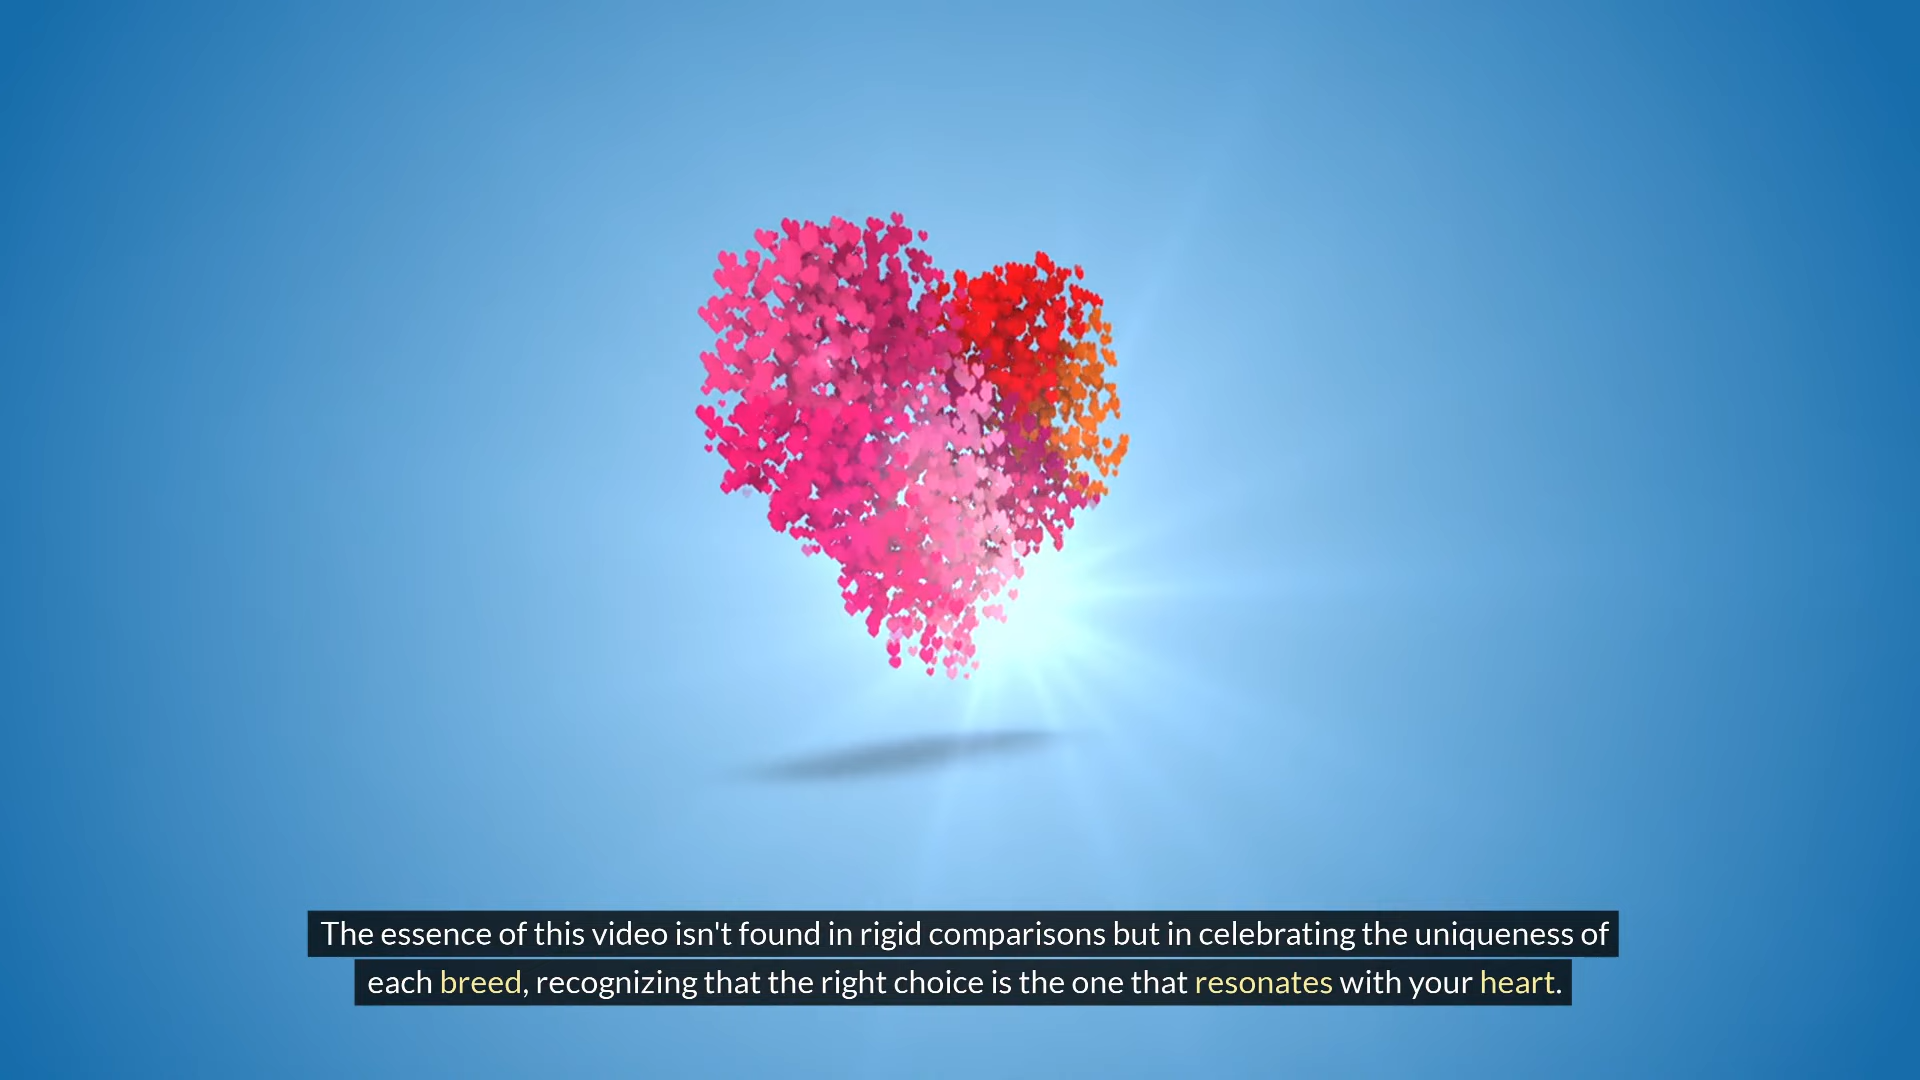 The essence of this video isn't found in rigid comparisons but in celebrating the uniqueness of
each breed, recognizing that the right choice is the one that resonates with your heart.